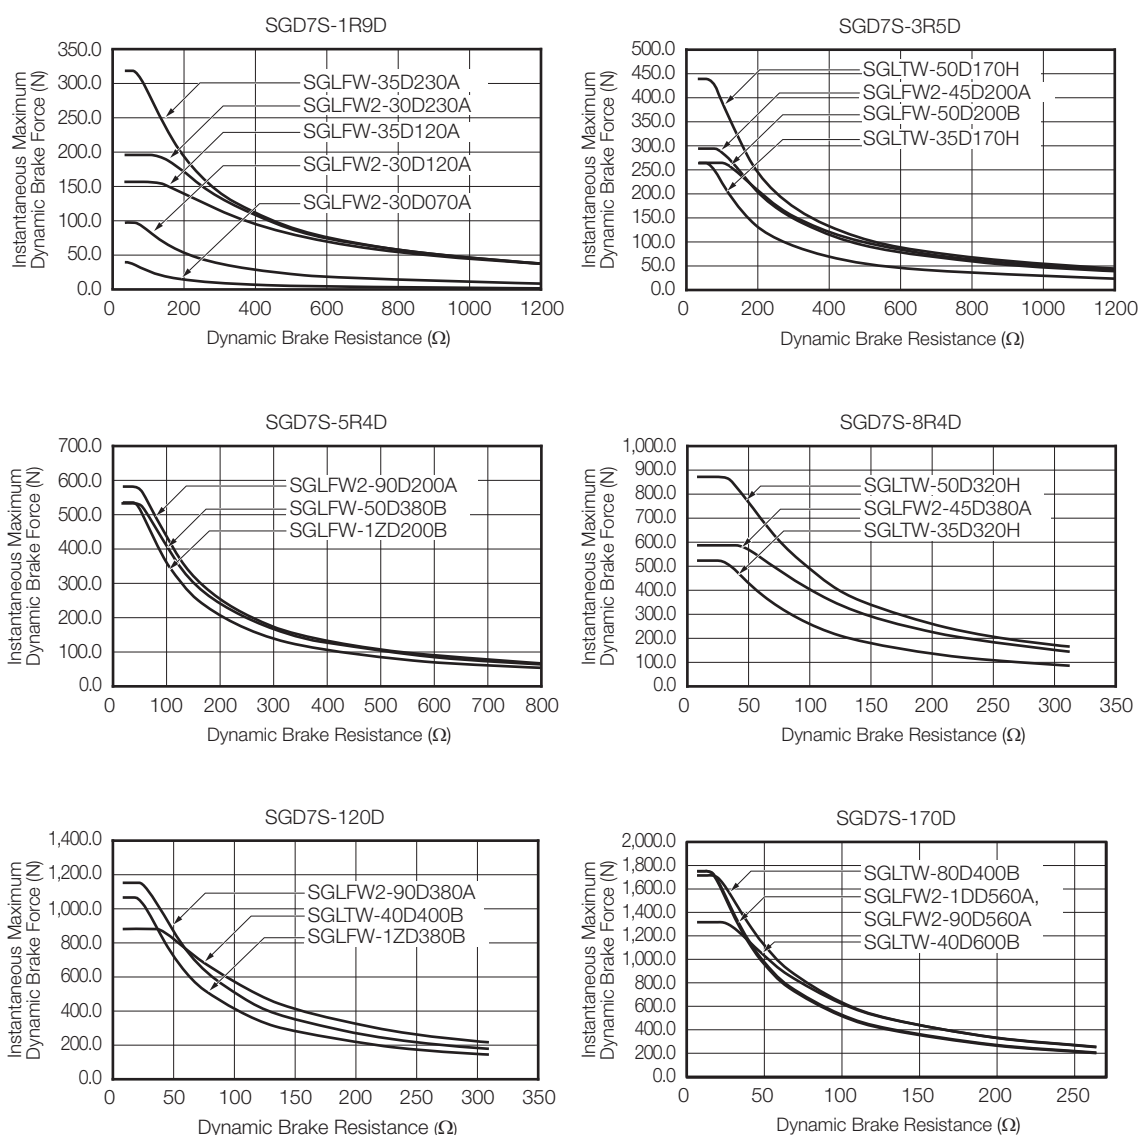 SGD7S-1R9D
Instantaneous Maximum
Dynamic Brake Force (N)
350.0
300.0
250.0
200.0
150.0
100.0
50.0
0.0
SGLFW-35D230A
SGLFW2-30D230A
SGLFW-35D120A
SGLFW2-30D120A
SGLFW2-30D070A
0 200 400 600 800 1000 1200
Dynamic Brake Resistance (Ω)
SGD7S-3R5D
Instantaneous Maximum
Dynamic Brake Force (N)
500.0
450.0
400.0
350.0
300.0
250.0
200.0
150.0
100.0
50.0
0.0
SGLTW-50D170H
SGLFW2-45D200A
SGLFW-50D200B
SGLTW-35D170H
0 200 400 600 800 1000 1200
Dynamic Brake Resistance (Ω)
SGD7S-5R4D
Instantaneous Maximum
Dynamic Brake Force (N)
700.0
600.0
500.0
400.0
300.0
200.0
100.0
0.0
SGLFW2-90D200A
SGLFW-50D380B
SGLFW-1ZD200B
0 100 200 300 400 500 600 700 800
Dynamic Brake Resistance (Ω)
SGD7S-8R4D
Instantaneous Maximum
Dynamic Brake Force (N)
1,000.0
900.0
800.0
700.0
600.0
500.0
400.0
300.0
200.0
100.0
0.0
SGLTW-50D320H
SGLFW2-45D380A
SGLTW-35D320H
0 50 100 150 200 250 300 350
Dynamic Brake Resistance (Ω)
SGD7S-120D
Instantaneous Maximum
Dynamic Brake Force (N)
1,400.0
1,200.0
1,000.0
800.0
600.0
400.0
200.0
0.0
SGLFW2-90D380A
SGLTW-40D400B
SGLFW-1ZD380B
0 50 100 150 200 250 300 350
Dynamic Brake Resistance (Ω)
SGD7S-170D
Instantaneous Maximum
Dynamic Brake Force (N)
2,000.0
1,800.0
1,600.0
1,400.0
1,200.0
1,000.0
800.0
600.0
400.0
200.0
0.0
SGLTW-80D400B
SGLFW2-1DD560A,
SGLFW2-90D560A
SGLTW-40D600B
0 50 100 150 200 250
Dynamic Brake Resistance (Ω)